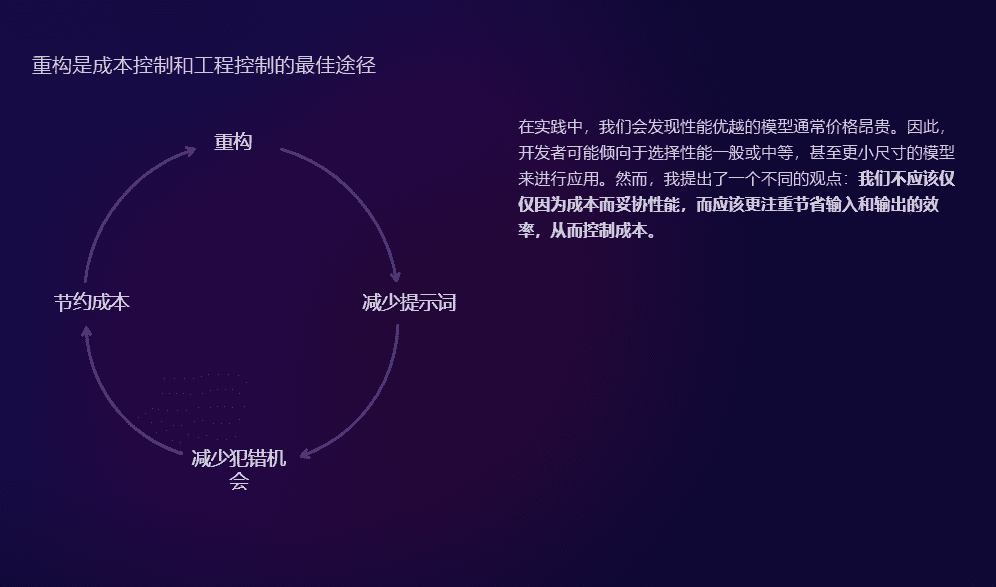 重构是成本控制和工程控制的最佳途径
重构
减少提示词
减少犯错机
会
节约成本
在实践中，我们会发现性能优越的模型通常价格昂贵。因此，
开发者可能倾向于选择性能一般或中等，甚至更小尺寸的模型
来进行应用。然而，我提出了一个不同的观点：我们不应该仅
仅因为成本而妥协性能，而应该更注重节省输入和输出的效
率，从而控制成本。